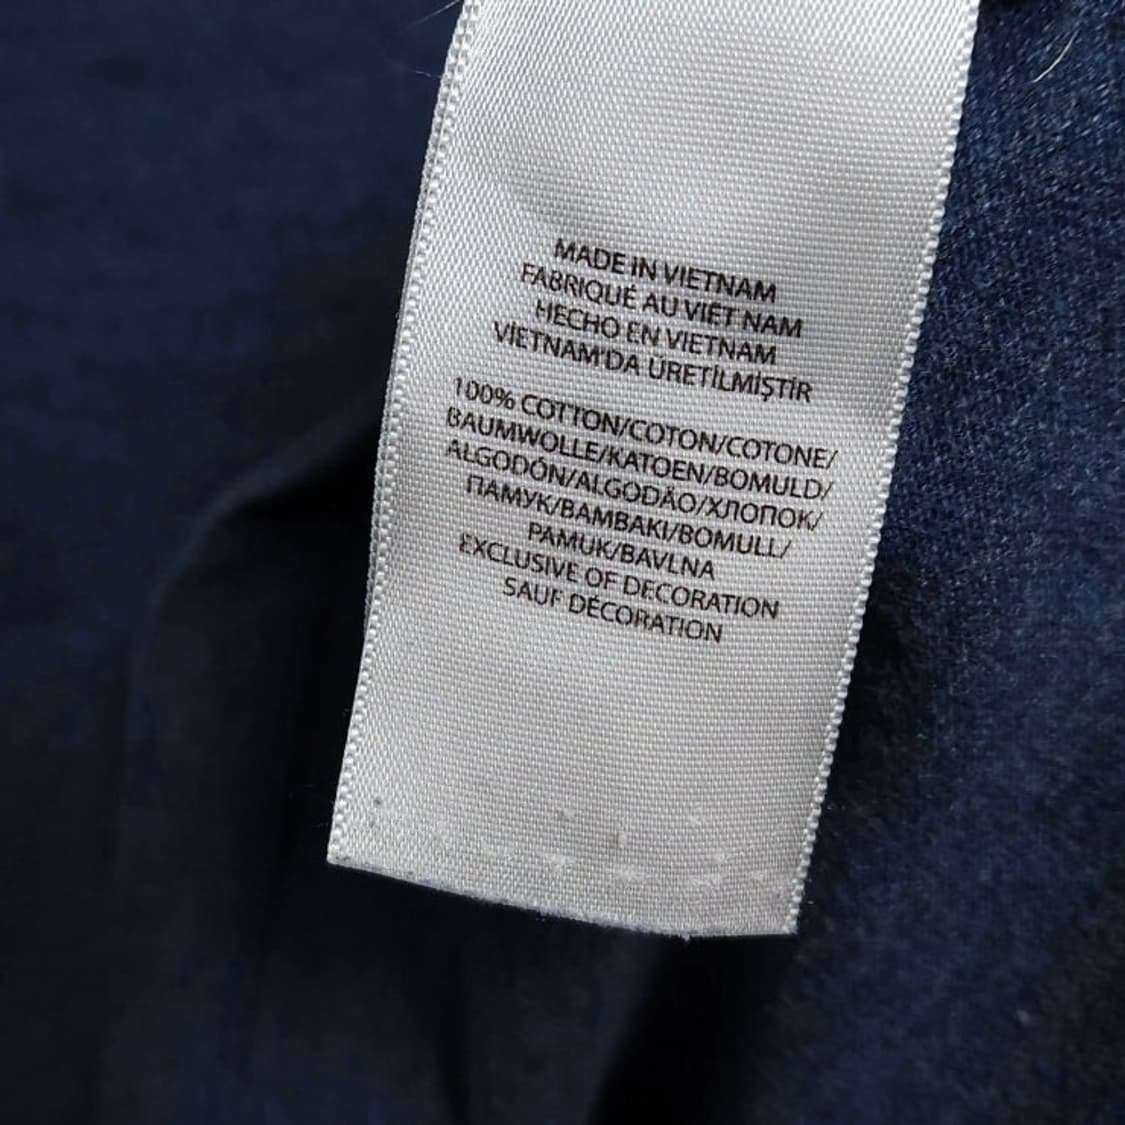 MADE IN VIETNAM
FABRIQUÉ AU VIÊT NAM
HECHO EN VIETNAM
VİETNAM'DA ÜRETİLMİŞTİR
100% COTTON/COTON/COTONE/
BAUMWOLLE/KATOEN/BOMULD/
ALGODÓN/ALGODÃO/ХЛОПОК/
ПАМУК/BAMBAKI/BOMULL/
PAMUK/BAVLNA
EXCLUSIVE OF DECORATION
SAUF DÉCORATION